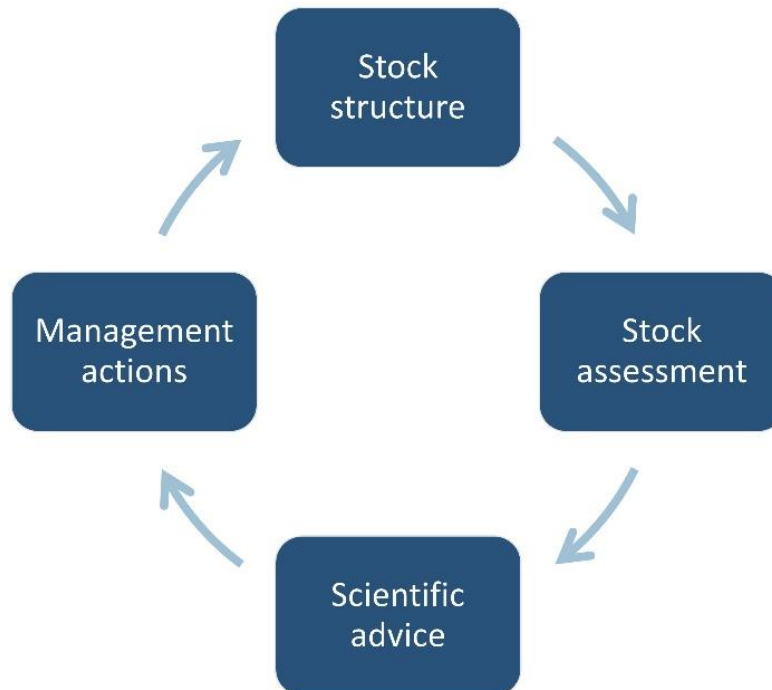 Stock
structure
Stock
assessment
Scientific
advice
Management
actions